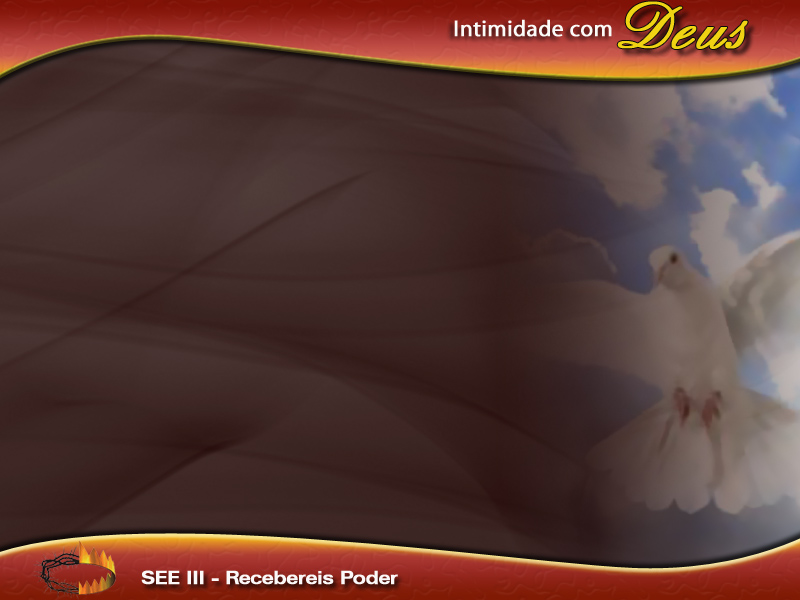 Intimidade com Deus
SEE III - Recebereis Poder